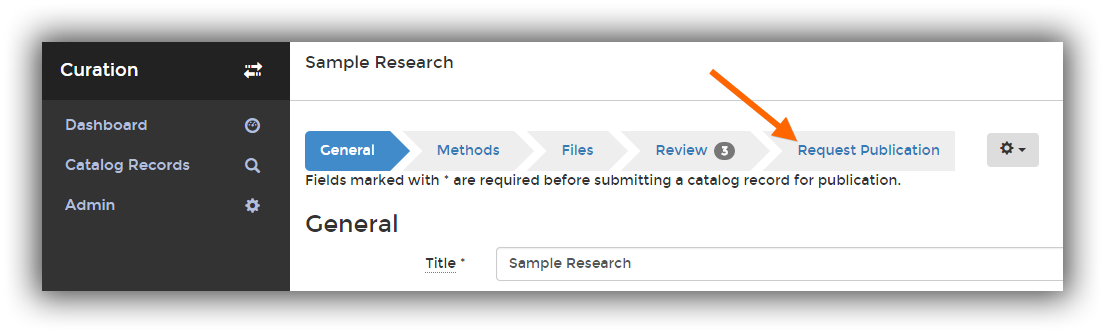 Curation
Dashboard
Catalog Records
Admin
Sample Research
General Methods Files Review 3 Request Publication
Fields marked with * are required before submitting a catalog record for publication.
General
Title * Sample Research